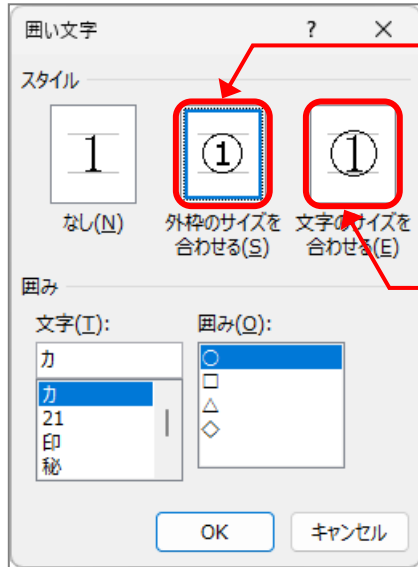 囲い文字 ? ×
スタイル
1 ① ①
なし(N) 外枠のサイズを 文字のサイズを
合わせる(S) 合わせる(E)
囲み
文字(T): 囲み(O):
カ
カ ○
21 □
印 △
秘 ◇
OK キャンセル